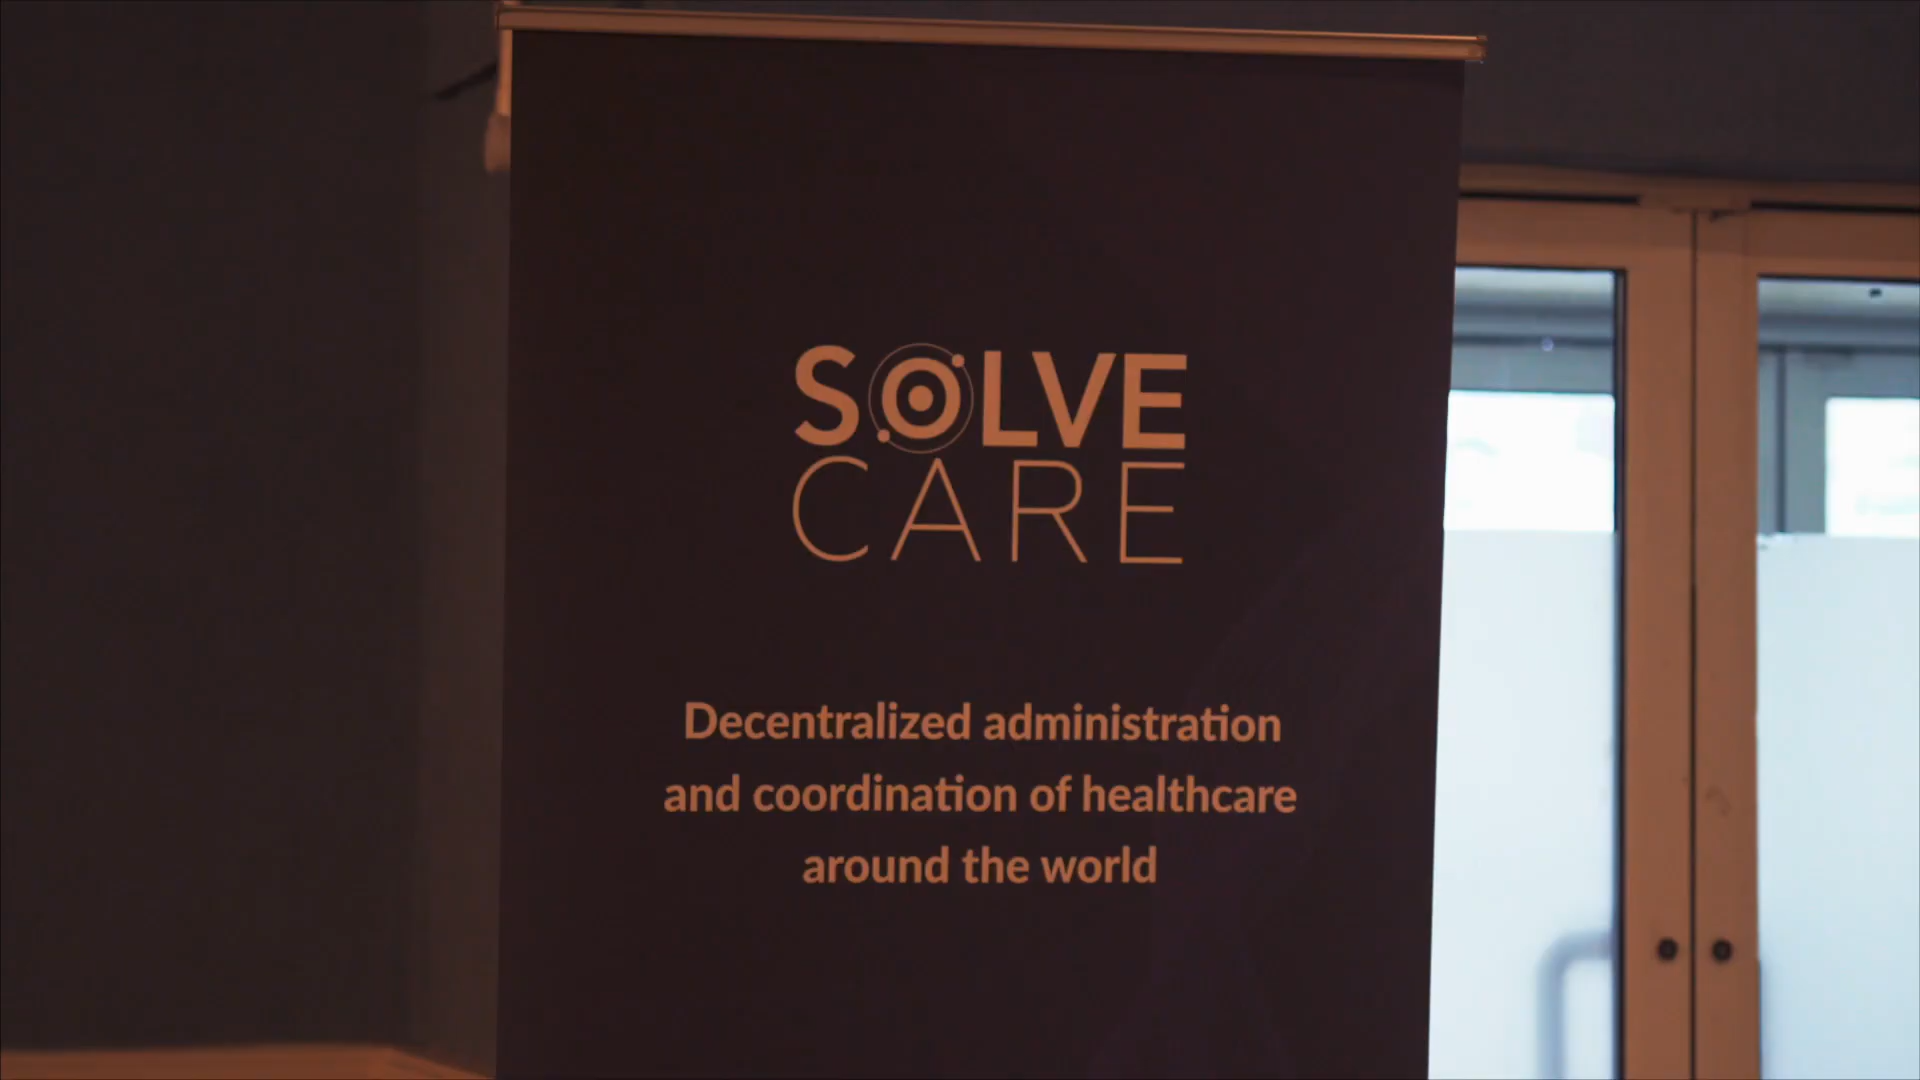 SOLVE
CARE
Decentralized administration
and coordination of healthcare
around the world